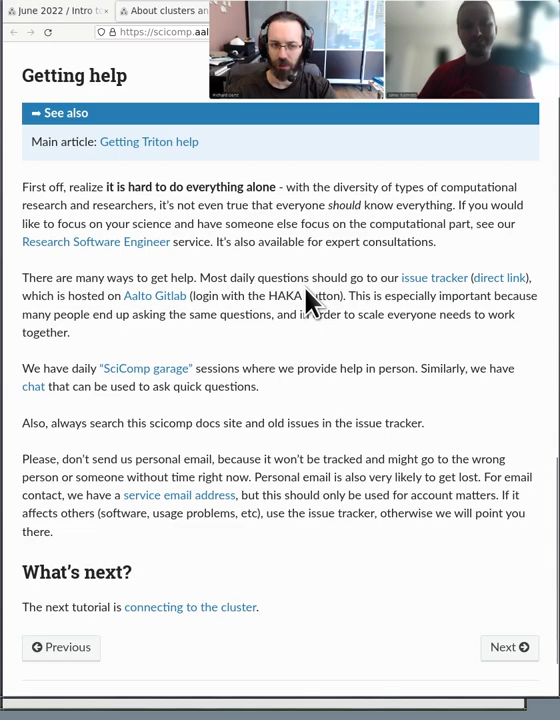 June 2022 / Intro t
About clusters an
https://scicomp.aal
Getting help
➡ See also
Main article: Getting Triton help
First off, realize it is hard to do everything alone - with the diversity of types of computational
research and researchers, it's not even true that everyone should know everything. If you would
like to focus on your science and have someone else focus on the computational part, see our
Research Software Engineer service. It's also available for expert consultations.
There are many ways to get help. Most daily questions should go to our issue tracker (direct link),
which is hosted on Aalto Gitlab (login with the HAKA button). This is especially important because
many people end up asking the same questions, and in order to scale everyone needs to work
together.
We have daily "SciComp garage" sessions where we provide help in person. Similarly, we have
chat that can be used to ask quick questions.
Also, always search this scicomp docs site and old issues in the issue tracker.
Please, don't send us personal email, because it won't be tracked and might go to the wrong
person or someone without time right now. Personal email is also very likely to get lost. For email
contact, we have a service email address, but this should only be used for account matters. If it
affects others (software, usage problems, etc), use the issue tracker, otherwise we will point you
there.
What's next?
The next tutorial is connecting to the cluster.
Previous
Next